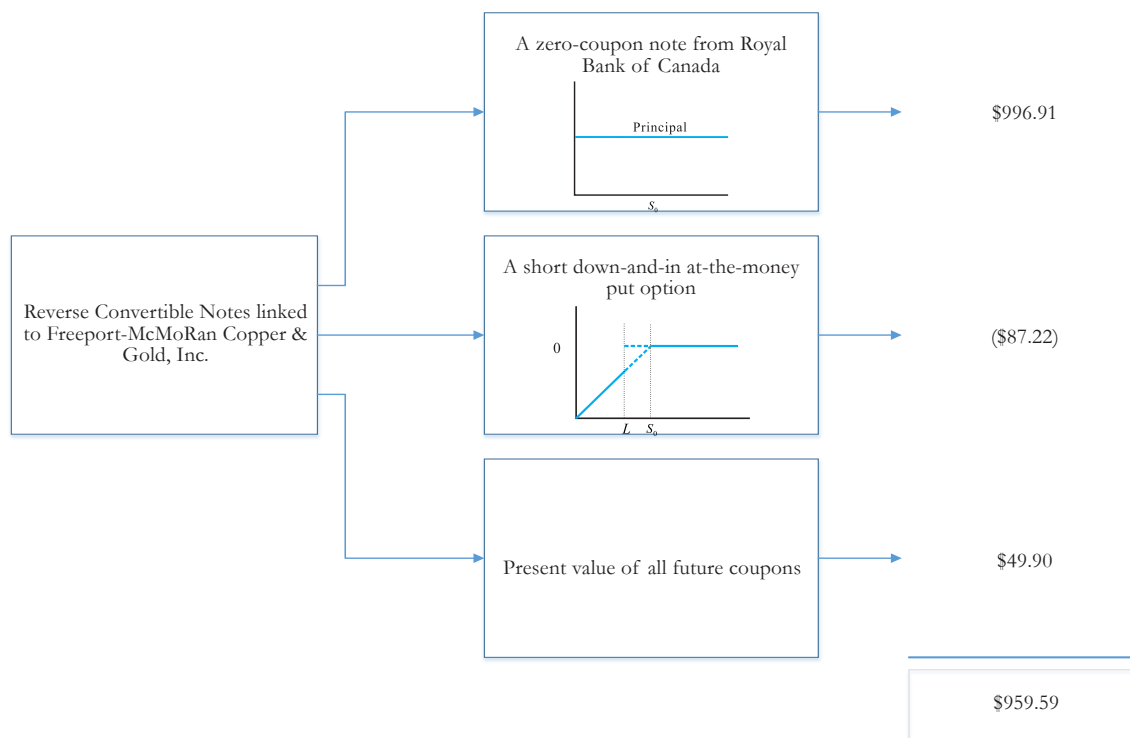 A zero-coupon note from Royal
Bank of Canada
Principal
S₀
$996.91
Reverse Convertible Notes linked
to Freeport-McMoRan Copper &
Gold, Inc.
A short down-and-in at-the-money
put option
0
L S₀
($87.22)
Present value of all future coupons
$49.90
$959.59